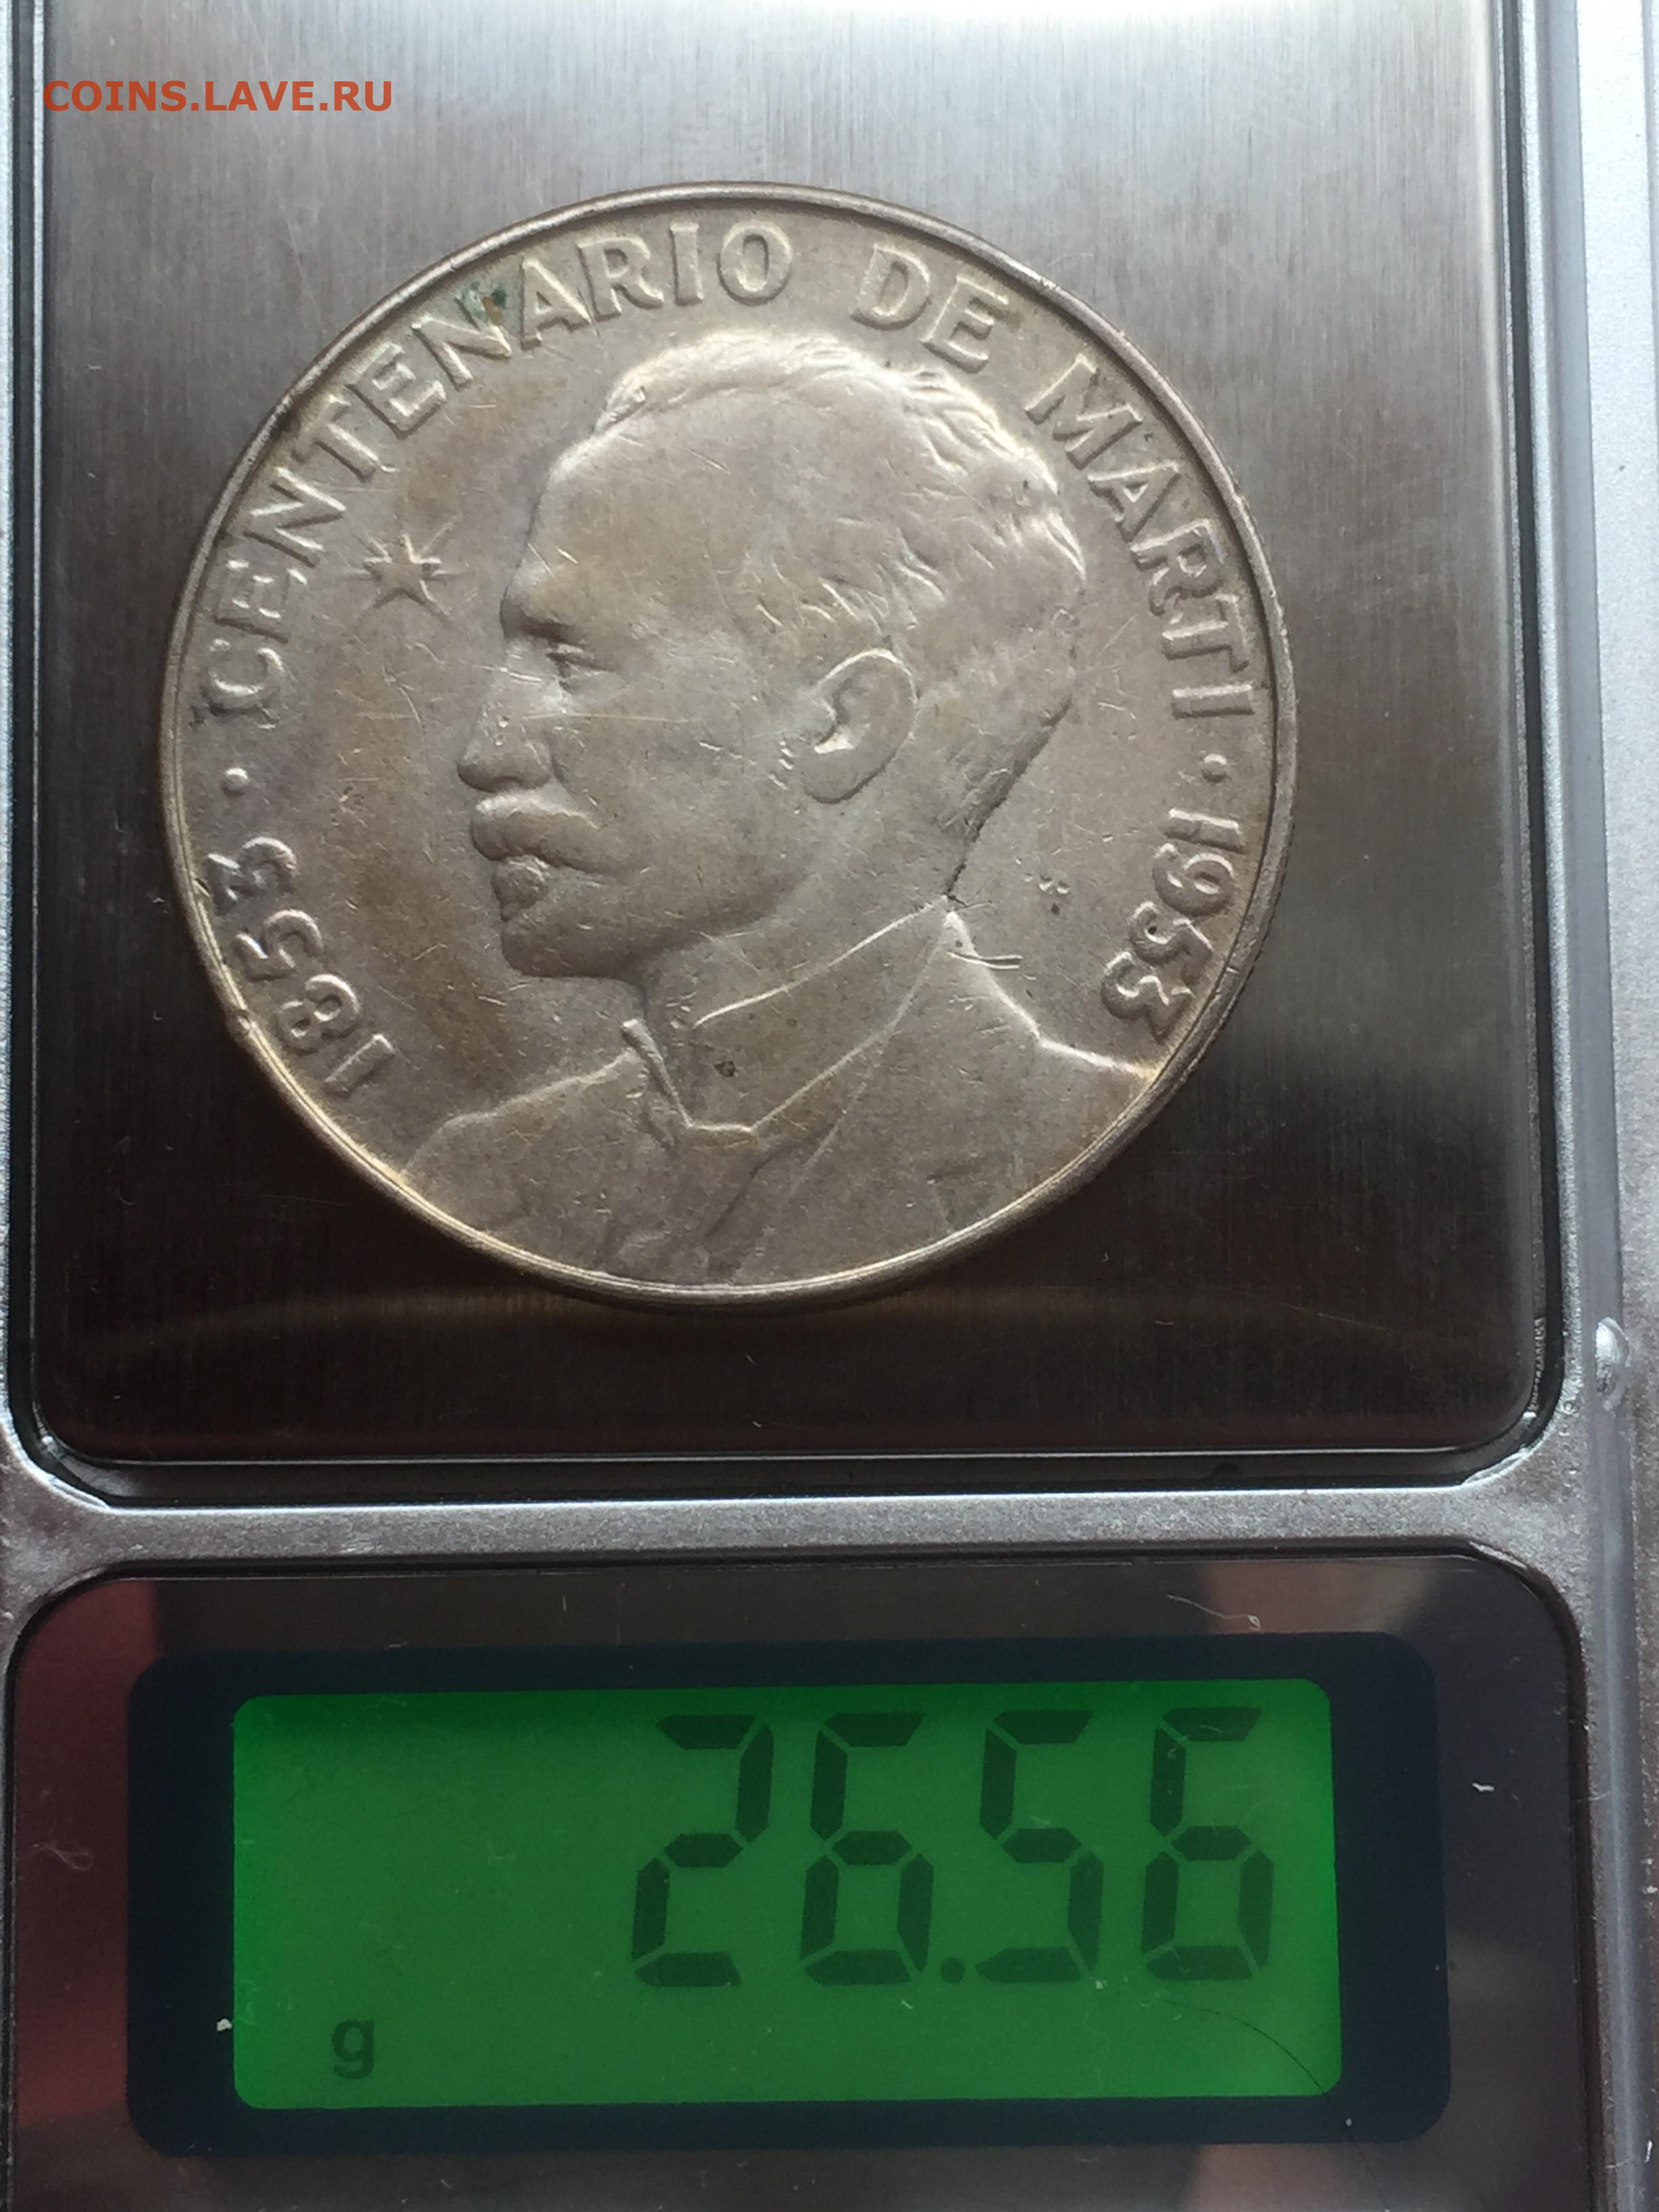 COINS.LAVE.RU
1853 · CENTENARIO DE MARTI · 1953
26.56
g